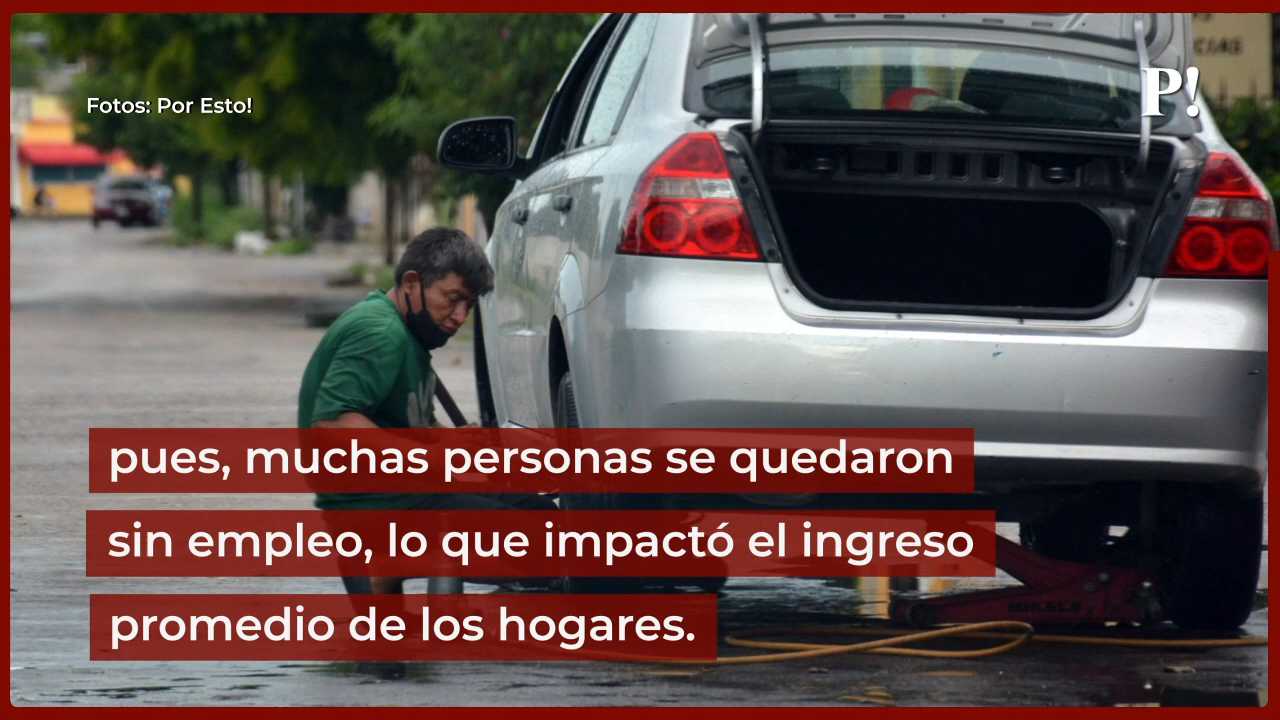 Fotos: Por Esto!
P!
pues, muchas personas se quedaron
sin empleo, lo que impactó el ingreso
promedio de los hogares.